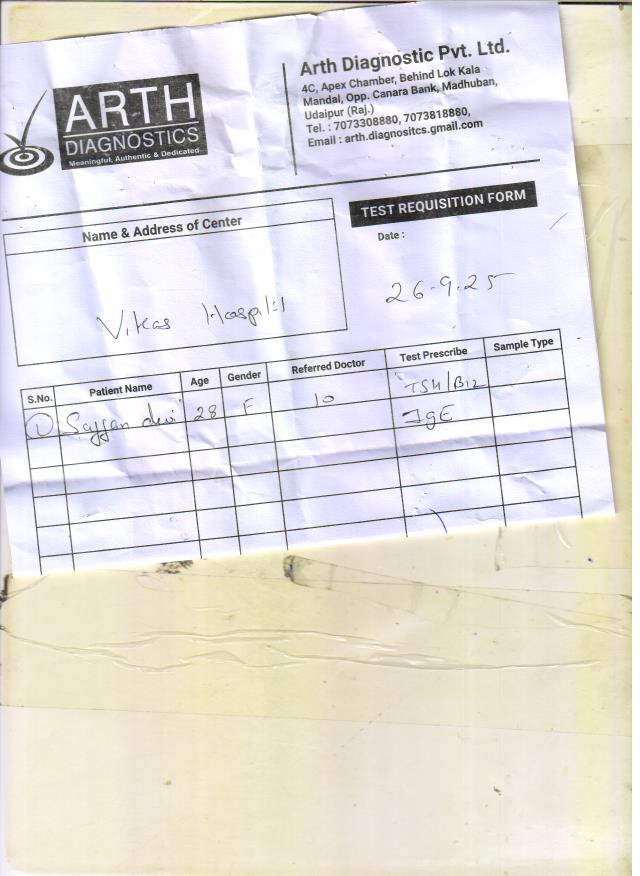 ARTH
DIAGNOSTICS
Meaningful, Authentic & Dedicated
Arth Diagnostic Pvt. Ltd.
4C, Apex Chamber, Behind Lok Kala
Mandal, Opp. Canara Bank, Madhuban,
Udaipur (Raj.)
Tel. : 7073308880, 7073818880,
Email : arth.diagnositcs.gmail.com
TEST REQUISITION FORM
Name & Address of Center
Date :
Vikas Hospital
26-9-25
S.No. Patient Name Age Gender Referred Doctor Test Prescribe Sample Type
1 Sajjan devi 28 F TSH/B12
IgE